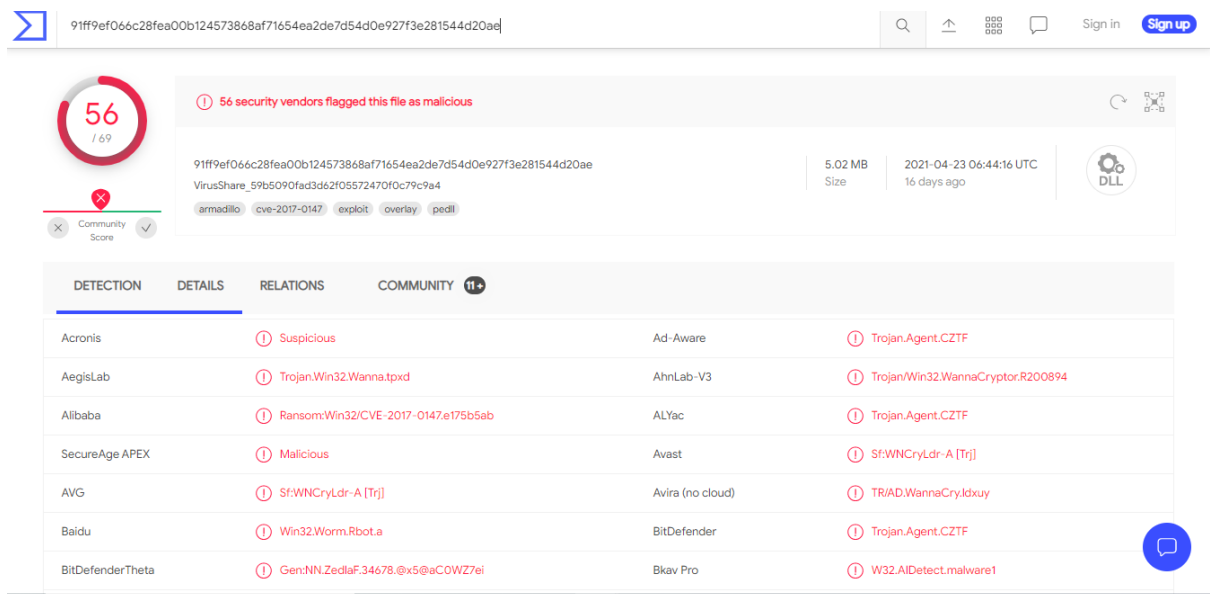 91ff9ef066c28fea00b124573868af71654ea2de7d54d0e927f3e281544d20ae
Sign in
Sign up
56
/ 69
56 security vendors flagged this file as malicious
91ff9ef066c28fea00b124573868af71654ea2de7d54d0e927f3e281544d20ae
VirusShare_59b5090fad3d62f05572470f0c79c9a4
armadillo cve-2017-0147 exploit overlay pedll
5.02 MB
Size
2021-04-23 06:44:16 UTC
16 days ago
DLL
Community
Score
DETECTION DETAILS RELATIONS COMMUNITY 11+
Acronis Suspicious Ad-Aware Trojan.Agent.CZTF
AegisLab Trojan.Win32.Wanna.tpxd AhnLab-V3 Trojan/Win32.WannaCryptor.R200894
Alibaba Ransom:Win32/CVE-2017-0147.e175b5ab ALYac Trojan.Agent.CZTF
SecureAge APEX Malicious Avast Sf:WNCryLdr-A [Trj]
AVG Sf:WNCryLdr-A [Trj] Avira (no cloud) TR/AD.WannaCry.ldxuy
Baidu Win32.Worm.Rbot.a BitDefender Trojan.Agent.CZTF
BitDefenderTheta Gen:NN.ZedlaF.34678.@x5@aC0WZ7ei Bkav Pro W32.AIDetect.malware1